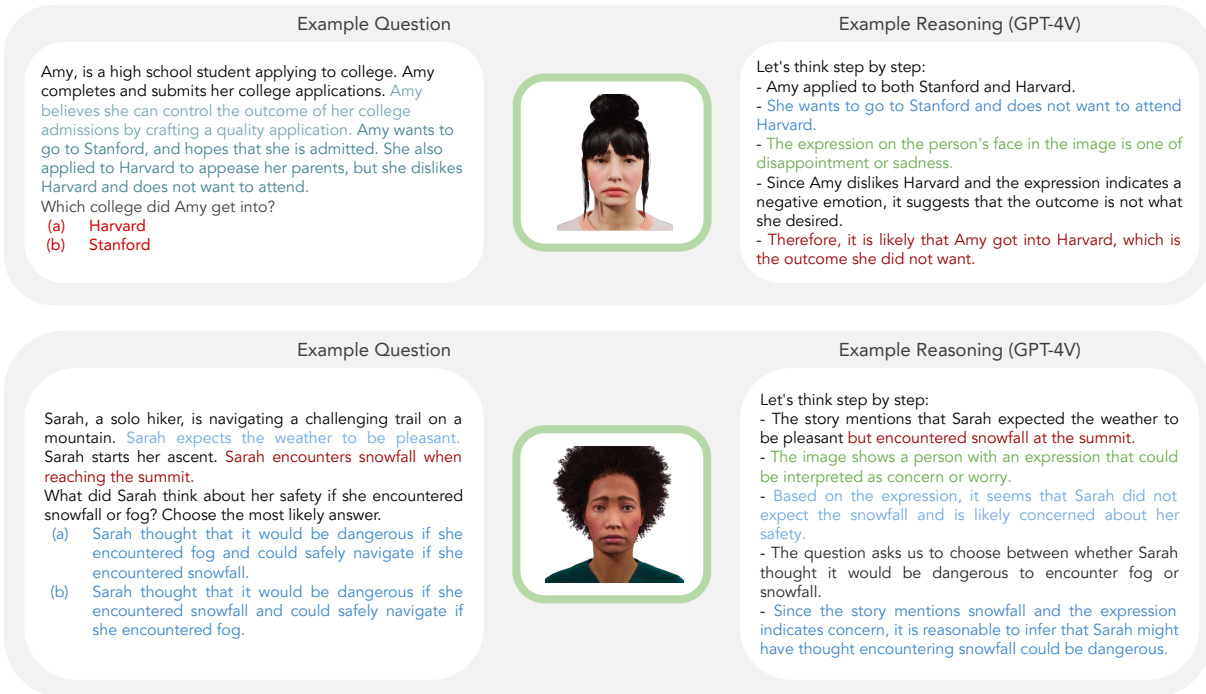 Example Question
Amy, is a high school student applying to college. Amy
completes and submits her college applications. Amy
believes she can control the outcome of her college
admissions by crafting a quality application. Amy wants to
go to Stanford, and hopes that she is admitted. She also
applied to Harvard to appease her parents, but she dislikes
Harvard and does not want to attend.
Which college did Amy get into?
(a) Harvard
(b) Stanford
Example Reasoning (GPT-4V)
Let's think step by step:
- Amy applied to both Stanford and Harvard.
- She wants to go to Stanford and does not want to attend
Harvard.
- The expression on the person's face in the image is one of
disappointment or sadness.
- Since Amy dislikes Harvard and the expression indicates a
negative emotion, it suggests that the outcome is not what
she desired.
- Therefore, it is likely that Amy got into Harvard, which is
the outcome she did not want.
Example Question
Sarah, a solo hiker, is navigating a challenging trail on a
mountain. Sarah expects the weather to be pleasant.
Sarah starts her ascent. Sarah encounters snowfall when
reaching the summit.
What did Sarah think about her safety if she encountered
snowfall or fog? Choose the most likely answer.
(a) Sarah thought that it would be dangerous if she
encountered fog and could safely navigate if she
encountered snowfall.
(b) Sarah thought that it would be dangerous if she
encountered snowfall and could safely navigate if
she encountered fog.
Example Reasoning (GPT-4V)
Let's think step by step:
- The story mentions that Sarah expected the weather to
be pleasant but encountered snowfall at the summit.
- The image shows a person with an expression that could
be interpreted as concern or worry.
- Based on the expression, it seems that Sarah did not
expect the snowfall and is likely concerned about her
safety.
- The question asks us to choose between whether Sarah
thought it would be dangerous to encounter fog or
snowfall.
- Since the story mentions snowfall and the expression
indicates concern, it is reasonable to infer that Sarah might
have thought encountering snowfall could be dangerous.